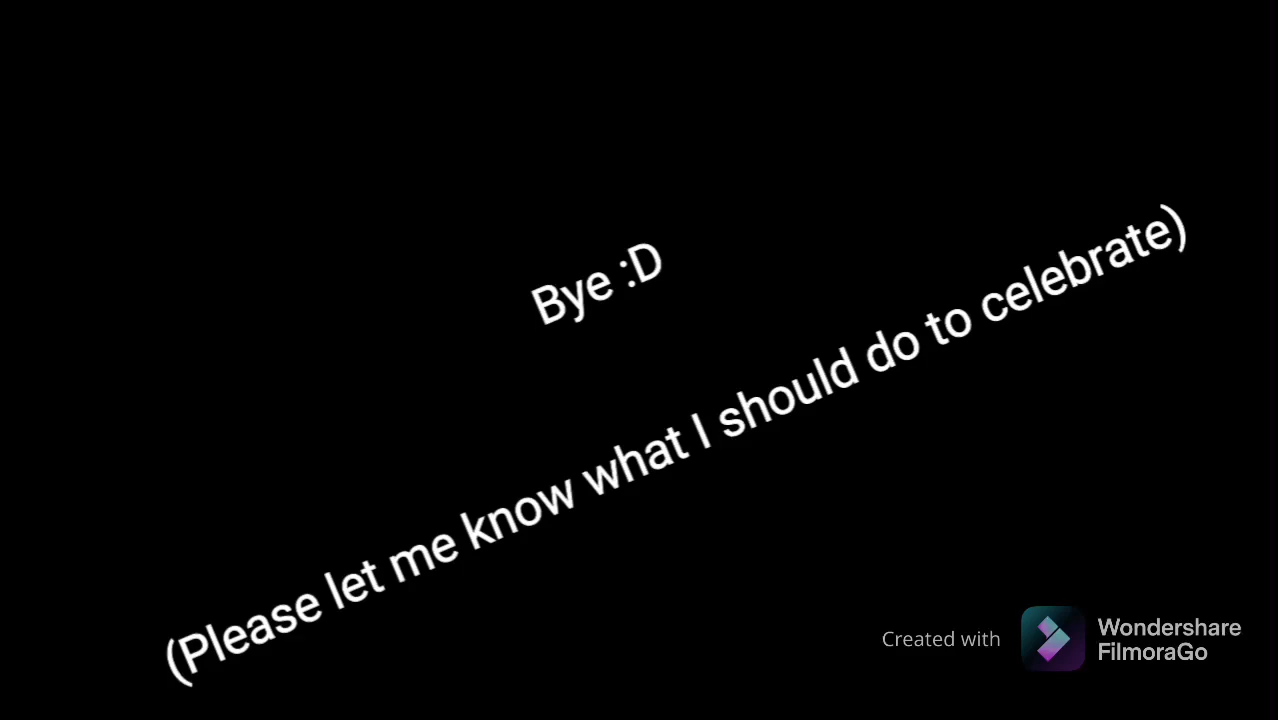 Bye :D
(Please let me know what I should do to celebrate)
Created with
Wondershare
FilmoraGo